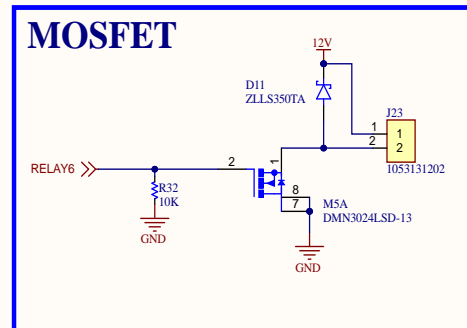 MOSFET
12V
D11
ZLLS350TA
J23
1 1
2 2
1053131202
RELAY6
2
1
R32
10K
8
7
M5A
DMN3024LSD-13
GND
GND